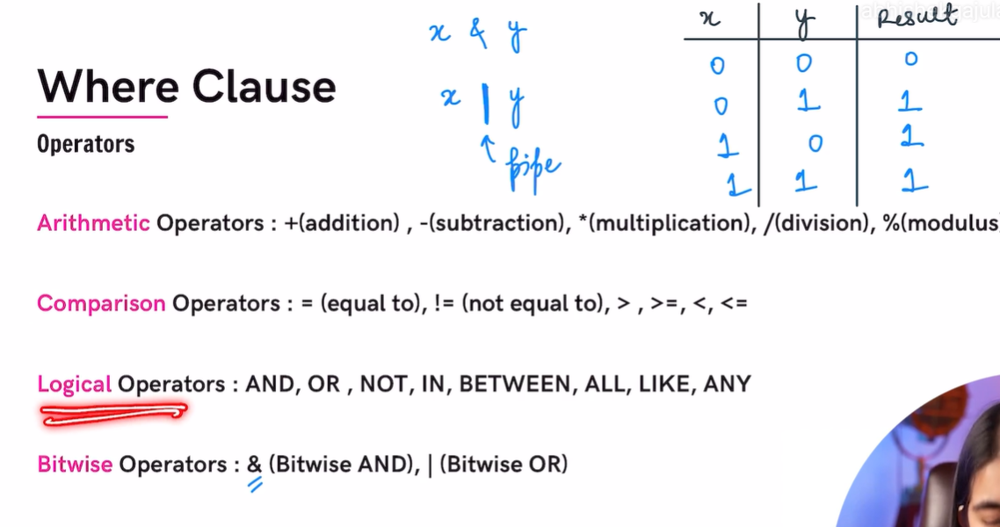 x & y
x | y
↑ pipe
x y Result
0 0 0
0 1 1
1 0 1
1 1 1
Where Clause
Operators
Arithmetic Operators : +(addition) , -(subtraction), *(multiplication), /(division), %(modulus
Comparison Operators : = (equal to), != (not equal to), > , >=, <, <=
Logical Operators : AND, OR , NOT, IN, BETWEEN, ALL, LIKE, ANY
Bitwise Operators : & (Bitwise AND), | (Bitwise OR)